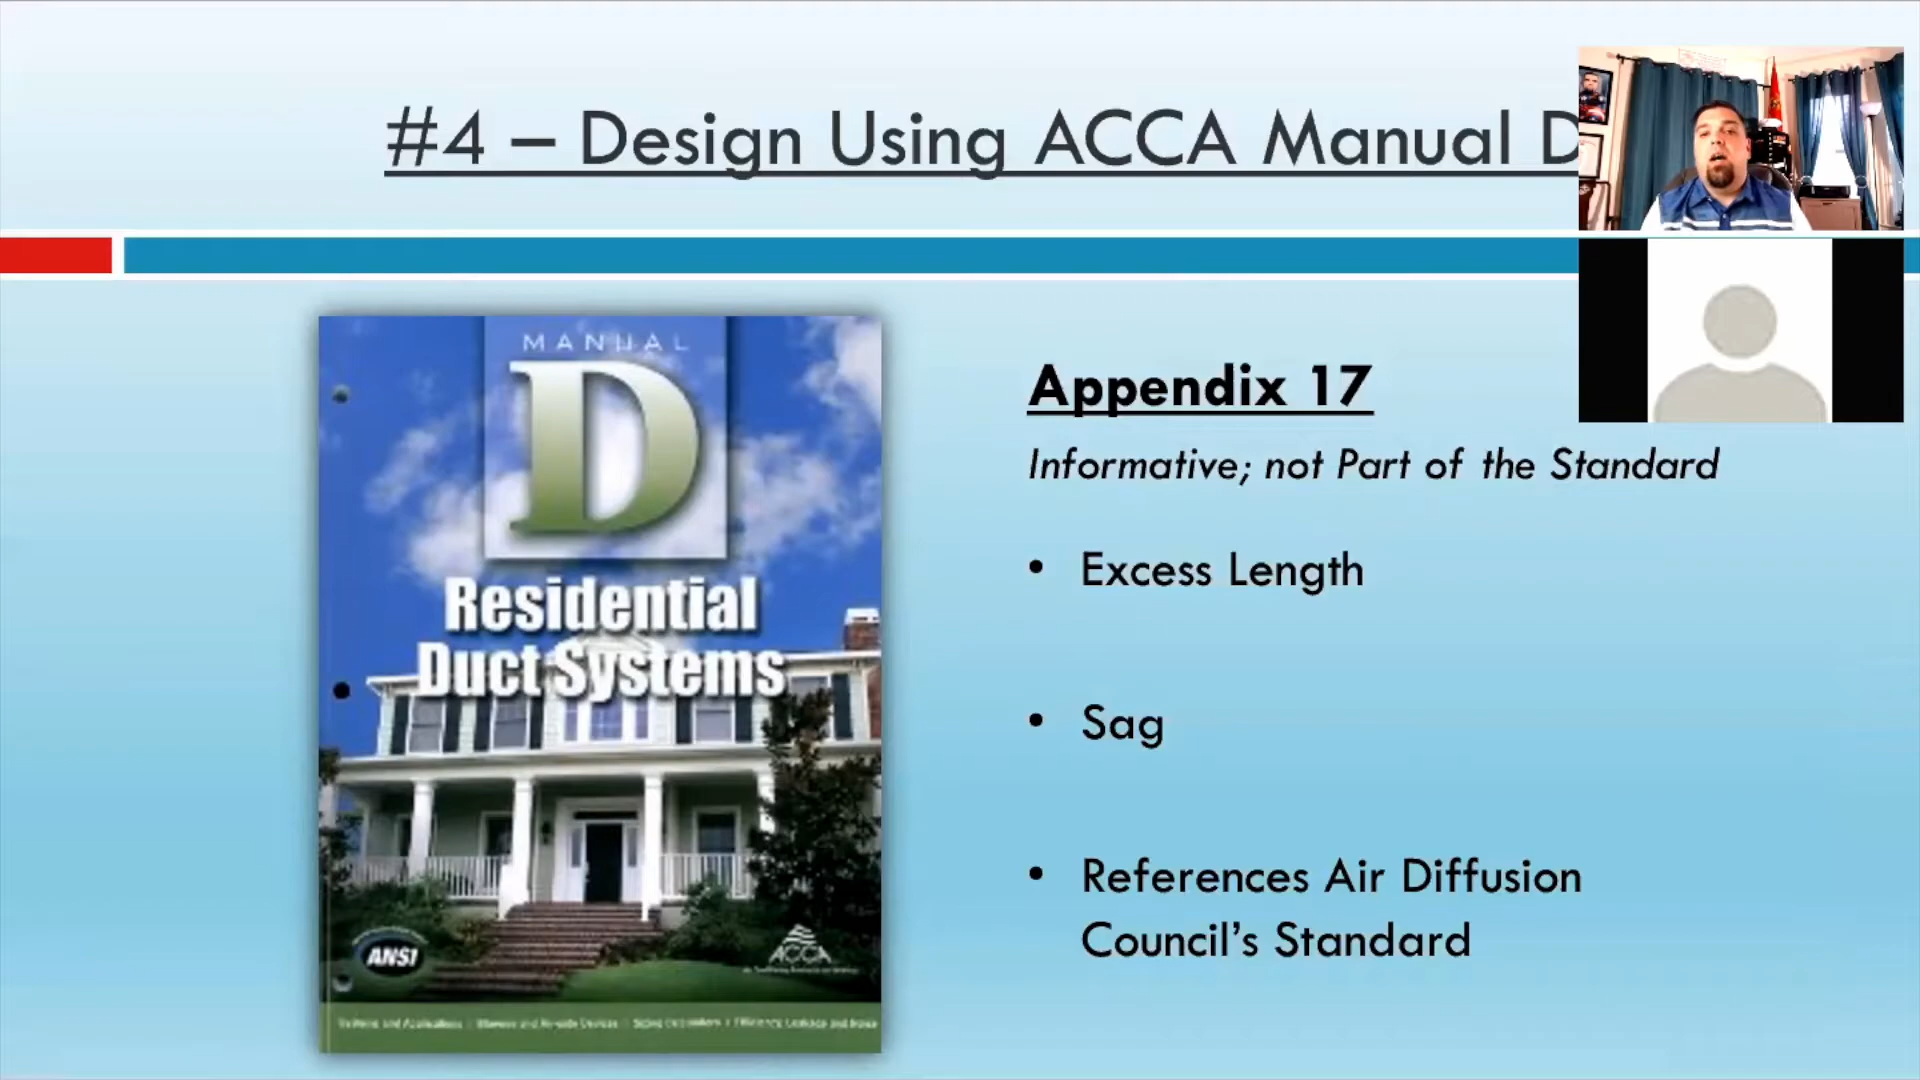 #4 – Design Using ACCA Manual D
MANUAL
D
Residential
Duct Systems
ANSI
ACCA
Appendix 17
Informative; not Part of the Standard
• Excess Length
• Sag
• References Air Diffusion
Council's Standard